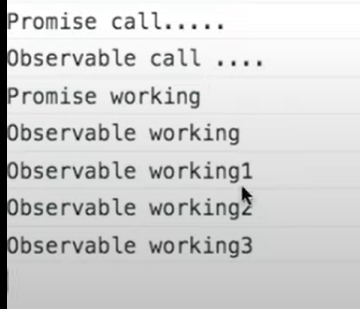 Promise call.....
Observable call ....
Promise working
Observable working
Observable working1
Observable working2
Observable working3